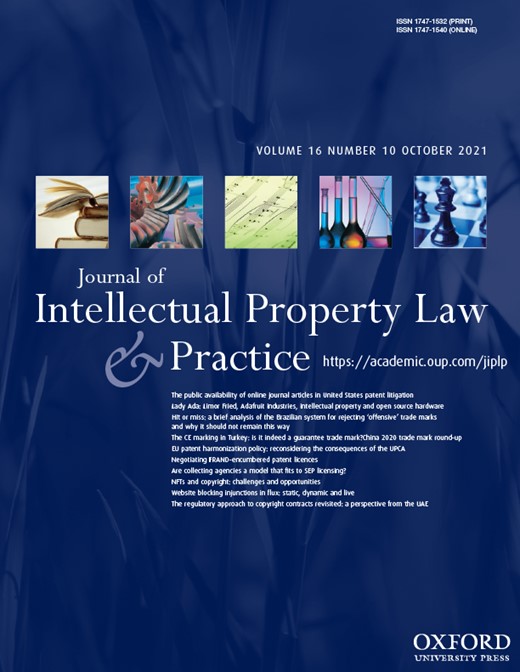 ISSN 1747-1532 (PRINT)
ISSN 1747-1540 (ONLINE)
VOLUME 16 NUMBER 10 OCTOBER 2021
Journal of
Intellectual Property Law
& Practice https://academic.oup.com/jiplp
The public availability of online journal articles in United States patent litigation
Lady Ada: Limor Fried, Adafruit Industries, intellectual property and open source hardware
Hit or miss: a brief analysis of the Brazilian system for rejecting ‘offensive’ trade marks
and why it should not remain this way
The CE marking in Turkey: is it indeed a guarantee trade mark?China 2020 trade mark round-up
EU patent harmonization policy: reconsidering the consequences of the UPCA
Negotiating FRAND-encumbered patent licences
Are collecting agencies a model that fits to SEP licensing?
NFTs and copyright: challenges and opportunities
Website blocking injunctions in flux: static, dynamic and live
The regulatory approach to copyright contracts revisited: a perspective from the UAE
OXFORD
UNIVERSITY PRESS